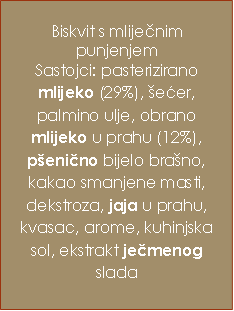 Biskvit s mliječnim
punjenjem
Sastojci: pasterizirano
mlijeko (29%), šećer,
palmino ulje, obrano
mlijeko u prahu (12%),
pšenično bijelo brašno,
kakao smanjene masti,
dekstroza, jaja u prahu,
kvasac, arome, kuhinjska
sol, ekstrakt ječmenog
slada